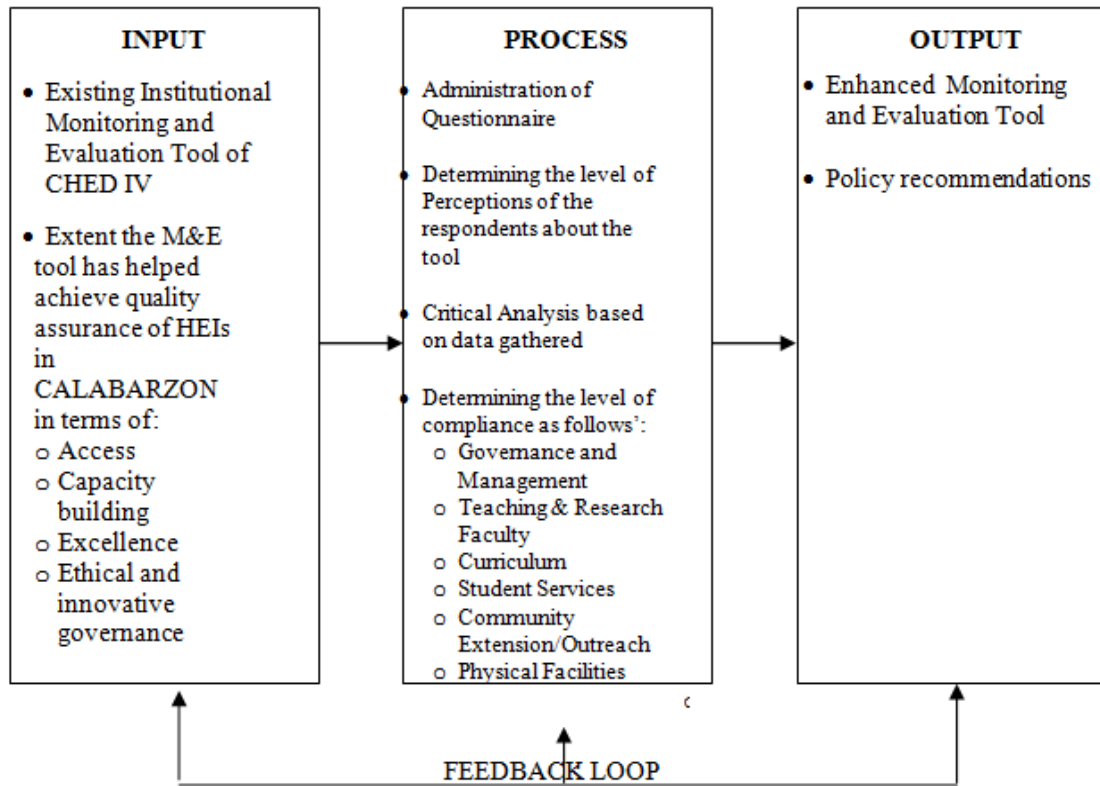 INPUT
• Existing Institutional
Monitoring and
Evaluation Tool of
CHED IV
• Extent the M&E
tool has helped
achieve quality
assurance of HEIs
in
CALABARZON
in terms of:
o Access
o Capacity
building
o Excellence
o Ethical and
innovative
governance
PROCESS
• Administration of
Questionnaire
• Determining the level of
Perceptions of the
respondents about the
tool
• Critical Analysis based
on data gathered
• Determining the level of
compliance as follows’:
o Governance and
Management
o Teaching & Research
Faculty
o Curriculum
o Student Services
o Community
Extension/Outreach
o Physical Facilities
OUTPUT
• Enhanced Monitoring
and Evaluation Tool
• Policy recommendations
FEEDBACK LOOP